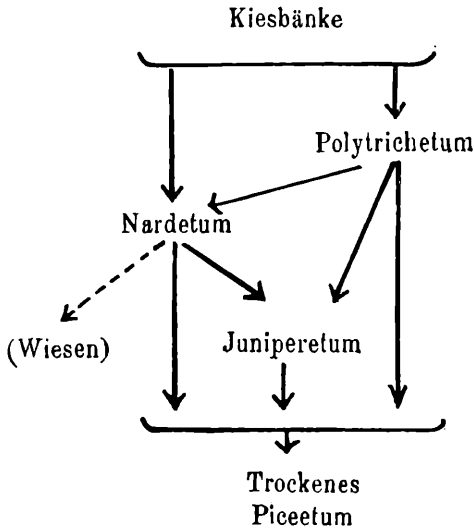 Kiesbänke
Polytrichetum
Nardetum
(Wiesen)
Juniperetum
Trockenes
Piceetum